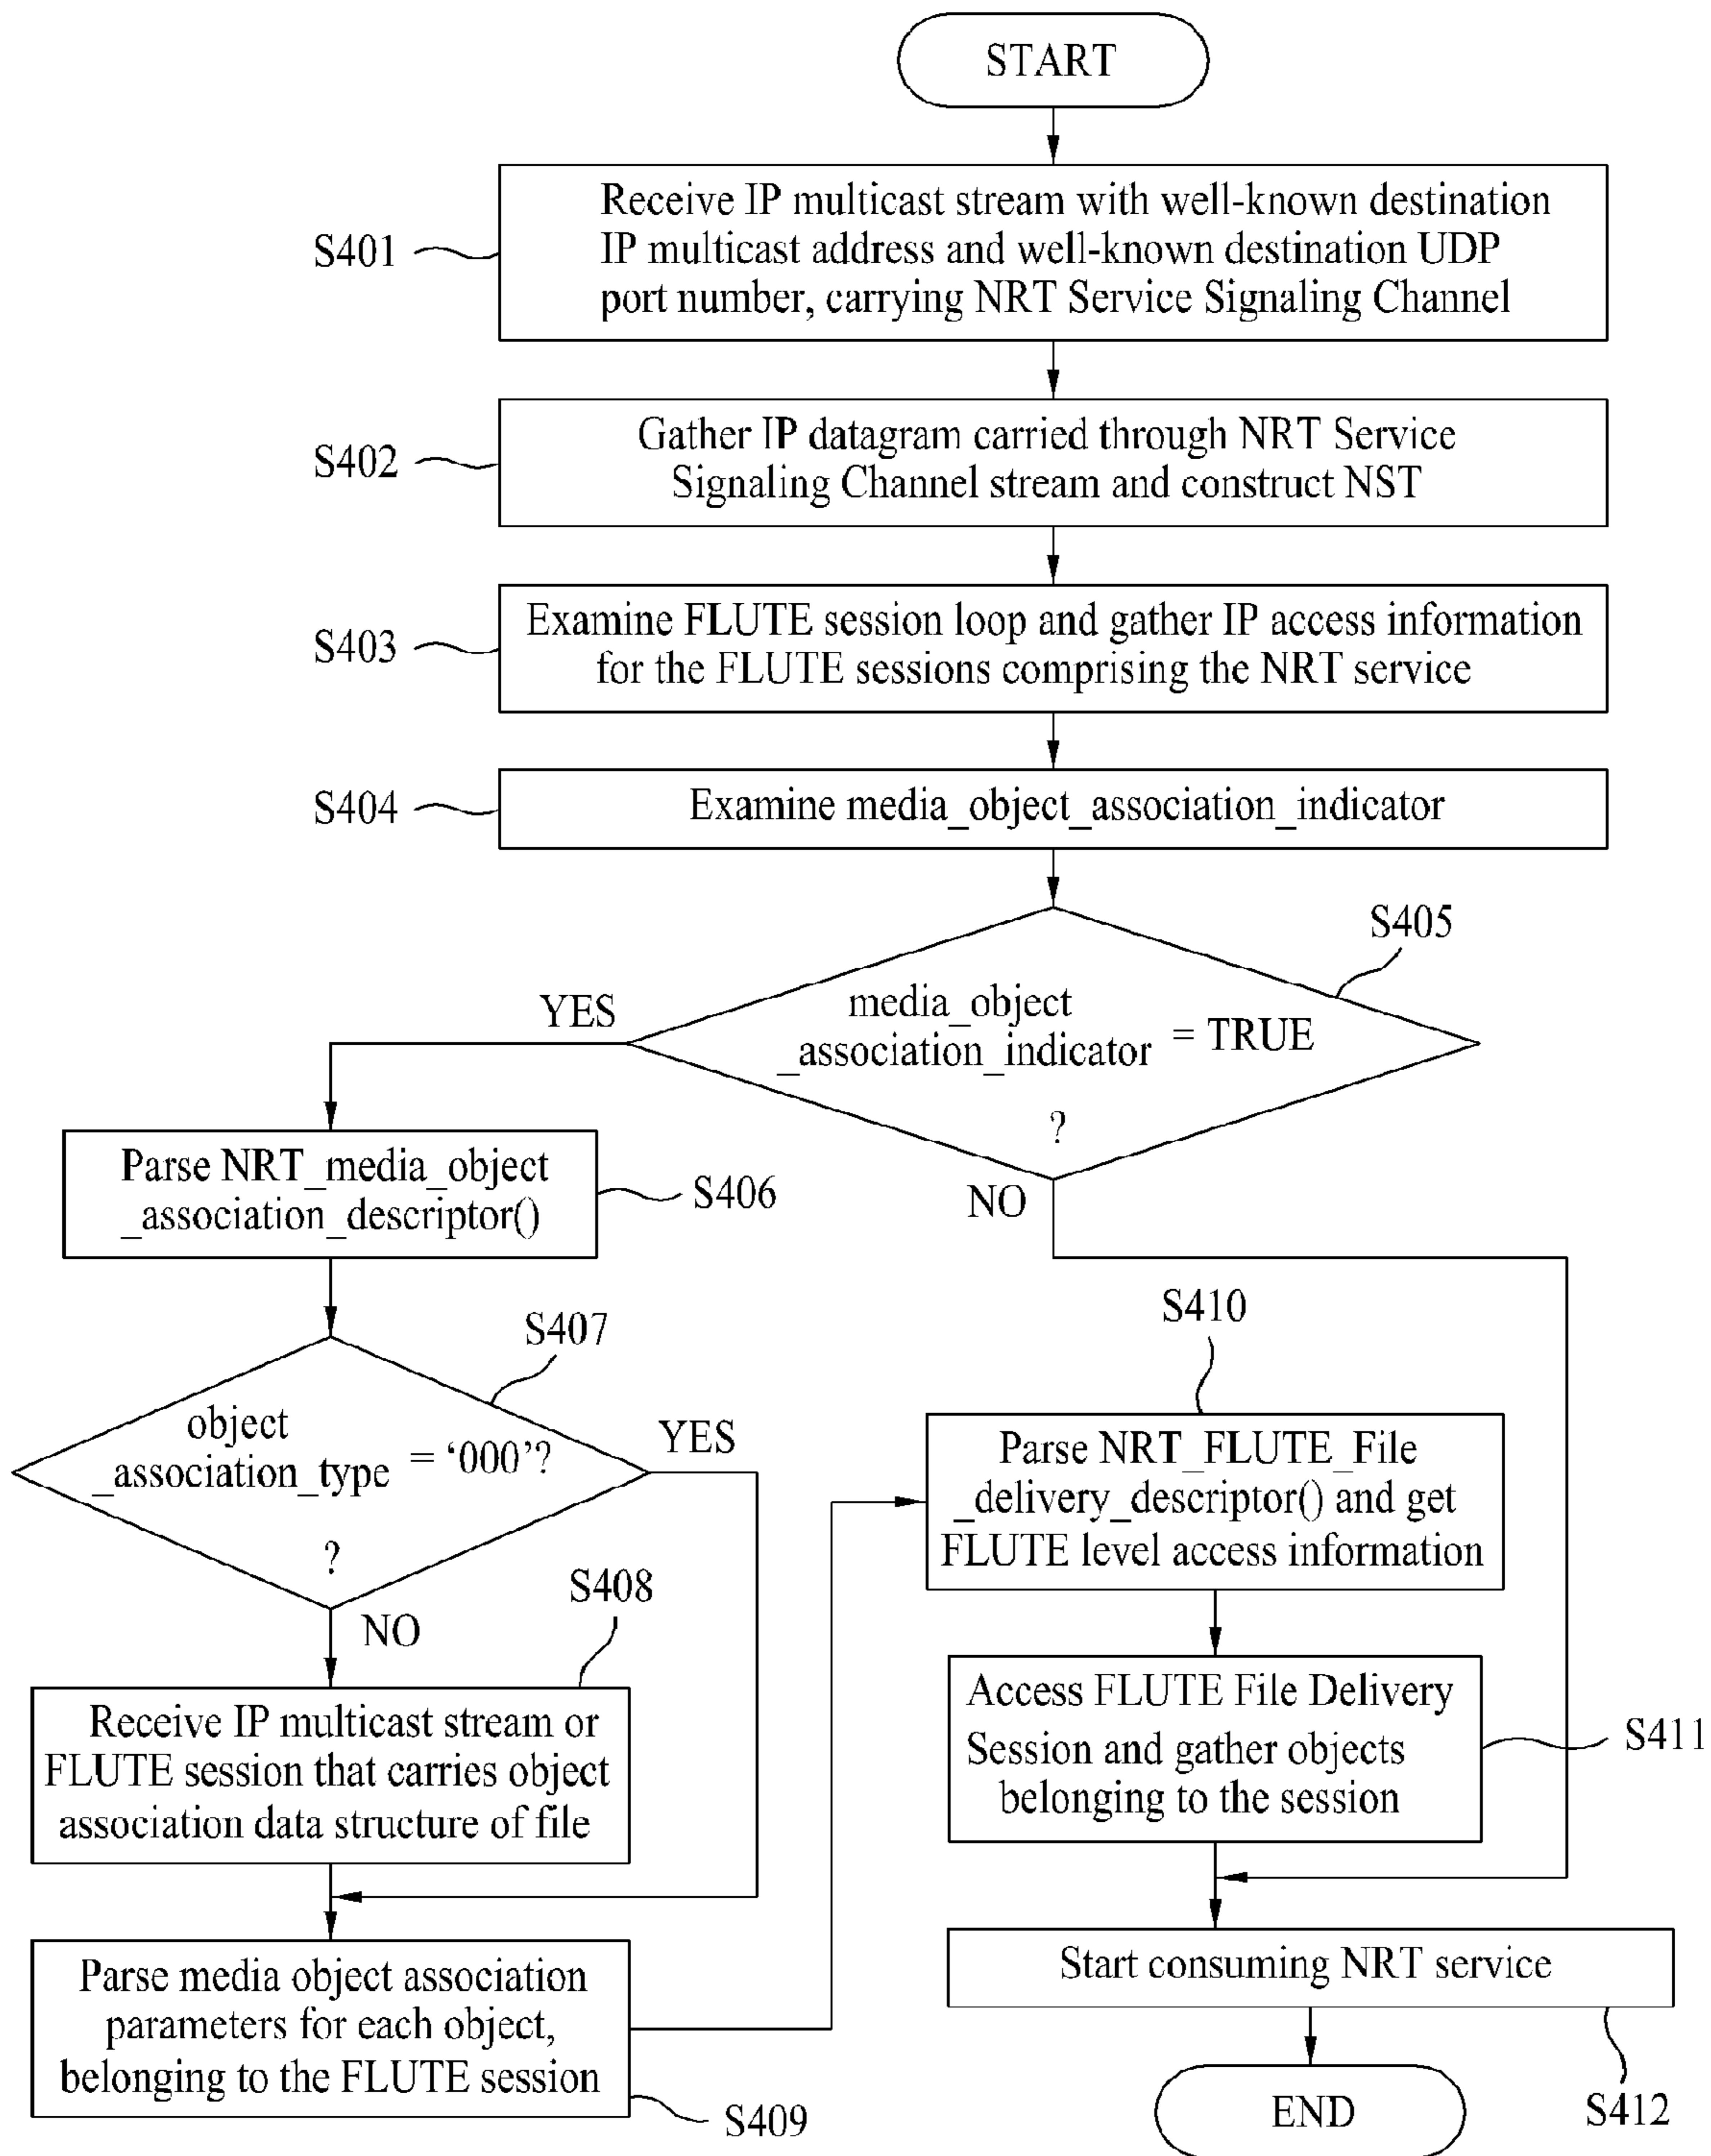 START
S401
Receive IP multicast stream with well-known destination
IP multicast address and well-known destination UDP
port number, carrying NRT Service Signaling Channel
S402
Gather IP datagram carried through NRT Service
Signaling Channel stream and construct NST
S403
Examine FLUTE session loop and gather IP access information
for the FLUTE sessions comprising the NRT service
S404
Examine media_object_association_indicator
S405
media_object
_association_indicator = TRUE
?
YES
NO
Parse NRT_media_object
_association_descriptor()
S406
S407
object
_association_type = ‘000’?
?
YES
NO
S408
Receive IP multicast stream or
FLUTE session that carries object
association data structure of file
Parse media object association
parameters for each object,
belonging to the FLUTE session
S409
S410
Parse NRT_FLUTE_File
_delivery_descriptor() and get
FLUTE level access information
Access FLUTE File Delivery
Session and gather objects
belonging to the session
S411
Start consuming NRT service
S412
END